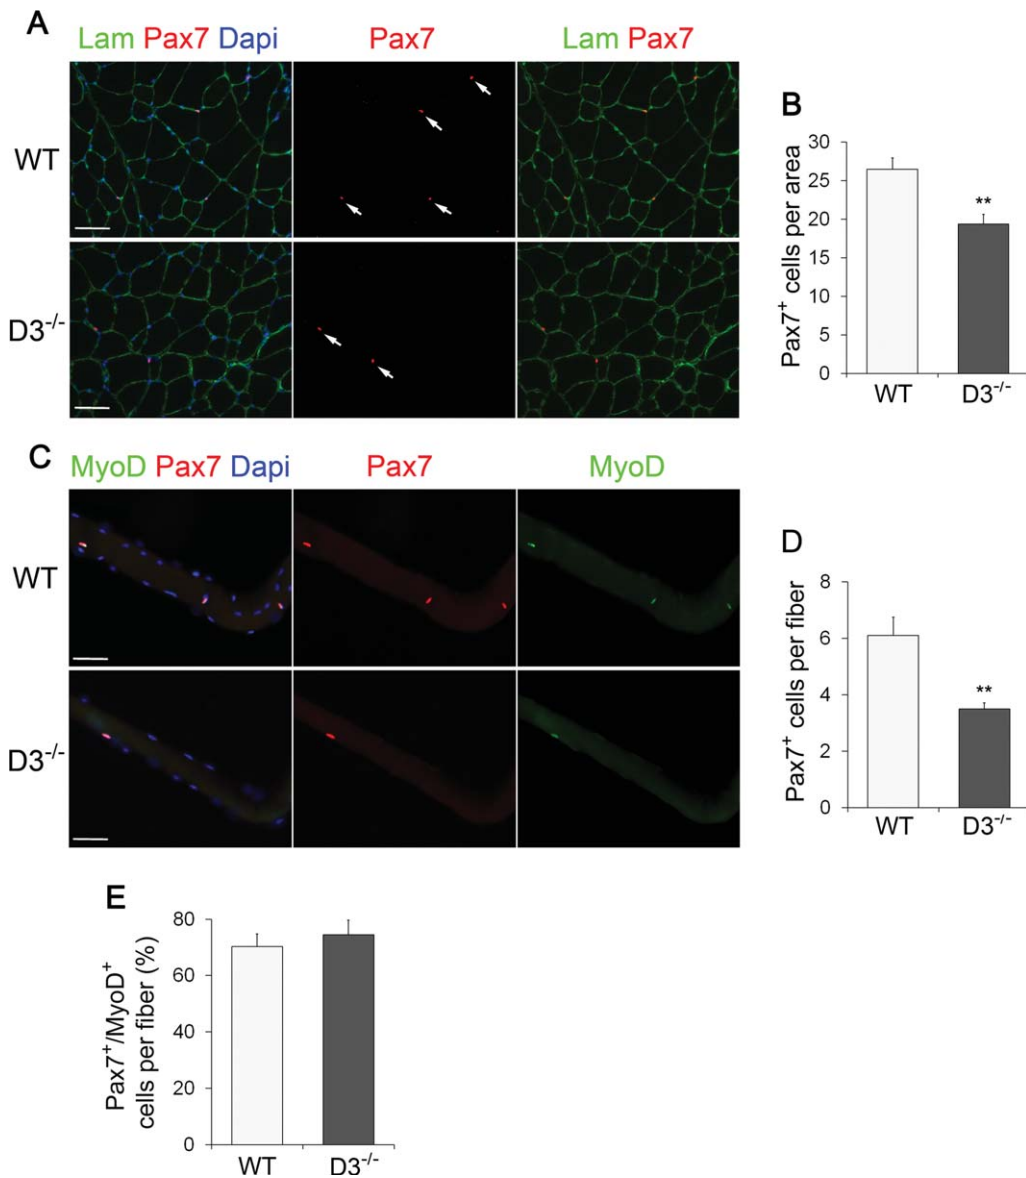 A
Lam Pax7 Dapi
Pax7
Lam Pax7
WT
D3-/-
B
Pax7+ cells per area
30
25
20
15
10
5
0
**
WT
D3-/-
C
MyoD Pax7 Dapi
Pax7
MyoD
WT
D3-/-
D
Pax7+ cells per fiber
8
6
4
2
0
**
WT
D3-/-
E
Pax7+/MyoD+
cells per fiber (%)
80
60
40
20
0
WT
D3-/-